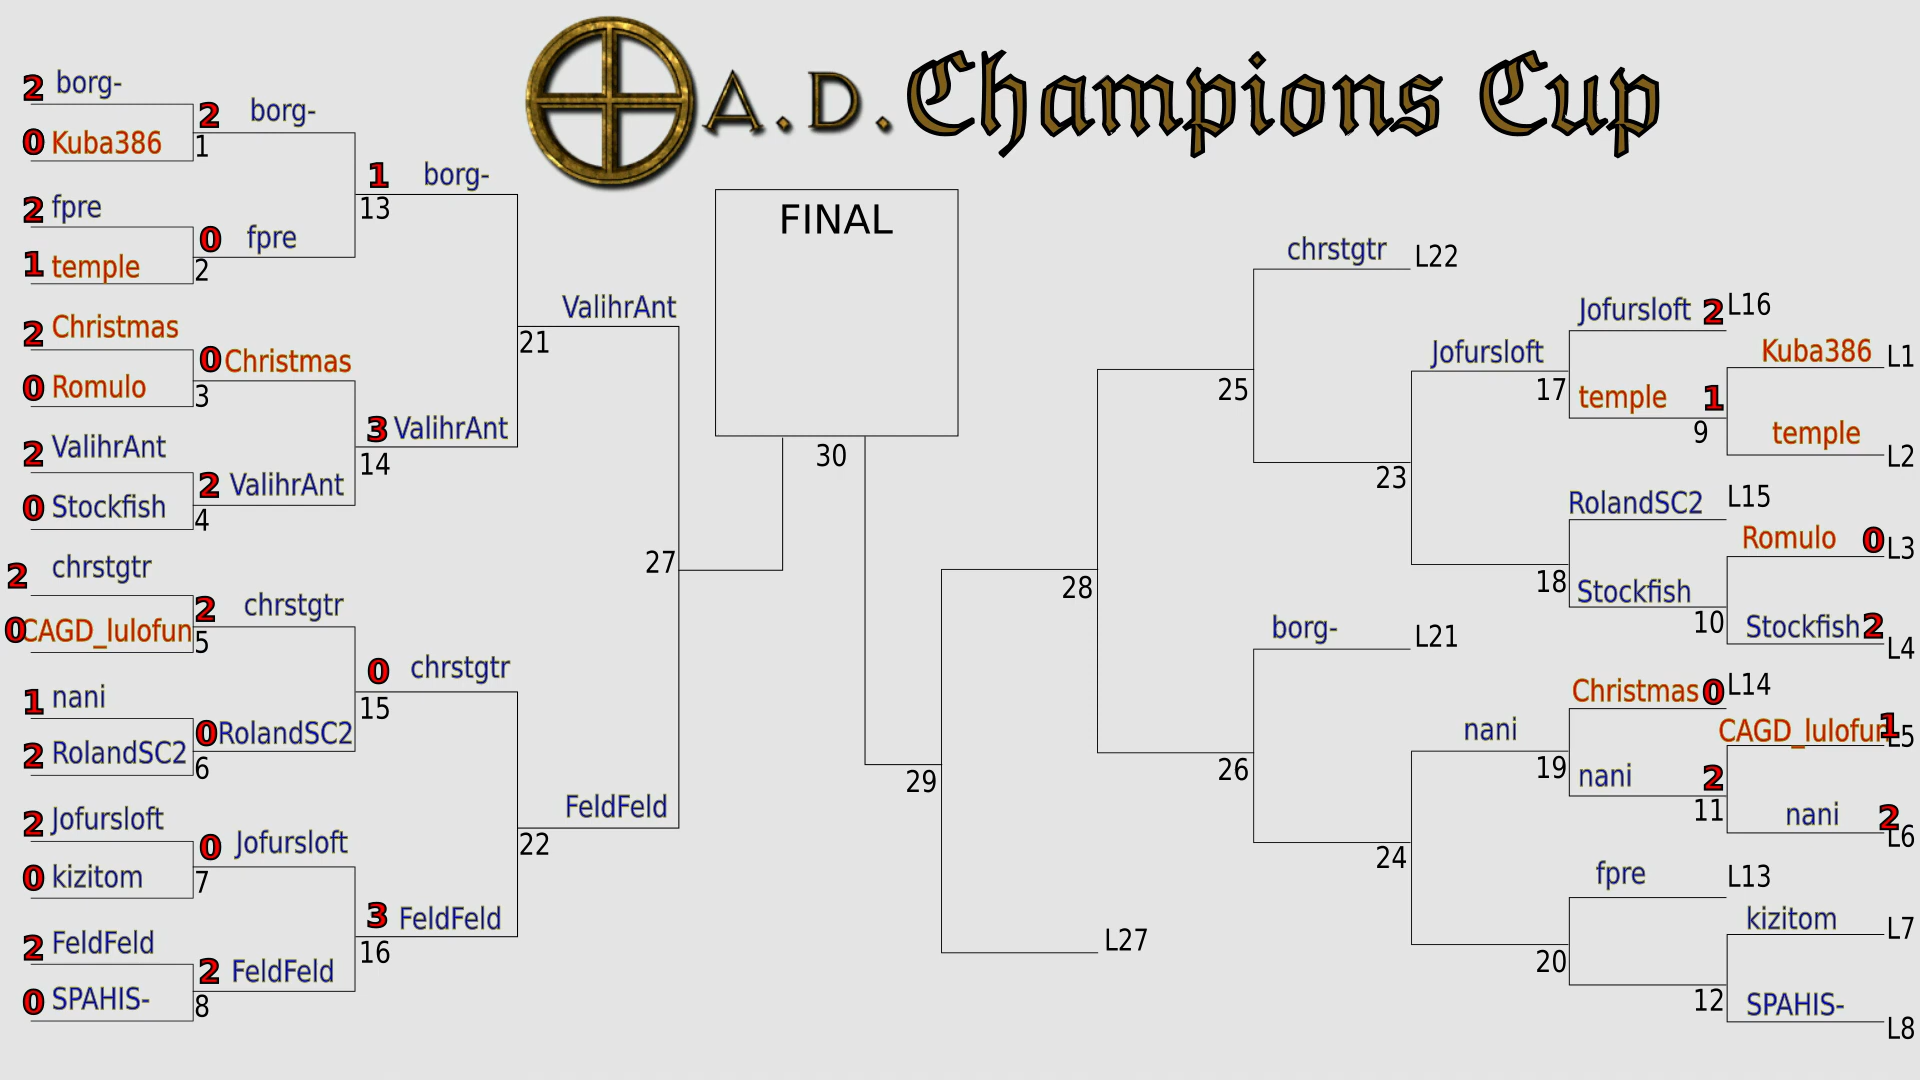 A.D. Champions Cup
2 borg-
0 Kuba386
2 fpre
1 temple
2 Christmas
0 Romulo
2 ValihrAnt
0 Stockfish
2 chrstgtr
0 CAGD_lulofun
1 nani
2 RolandSC2
2 Jofursloft
0 kizitom
2 FeldFeld
0 SPAHIS-
2 borg-
1
0 fpre
2
0 Christmas
3
2 ValihrAnt
4
2 chrstgtr
5
0 RolandSC2
6
0 Jofursloft
7
2 FeldFeld
8
1 borg-
13
3 ValihrAnt
14
0 chrstgtr
15
3 FeldFeld
16
ValihrAnt
21
FeldFeld
22
27
FINAL
30
29
L27
28
chrstgtr L22
25
borg- L21
26
Jofursloft
23
nani
24
Jofursloft 2 L16
17
temple 1
9
RolandSC2 L15
18
Stockfish
10
Christmas 0 L14
19
nani 2
11
fpre L13
20
12
Kuba386 L1
temple L2
Romulo 0 L3
Stockfish 2 L4
CAGD_lulofun 1 L5
nani 2 L6
kizitom L7
SPAHIS- L8